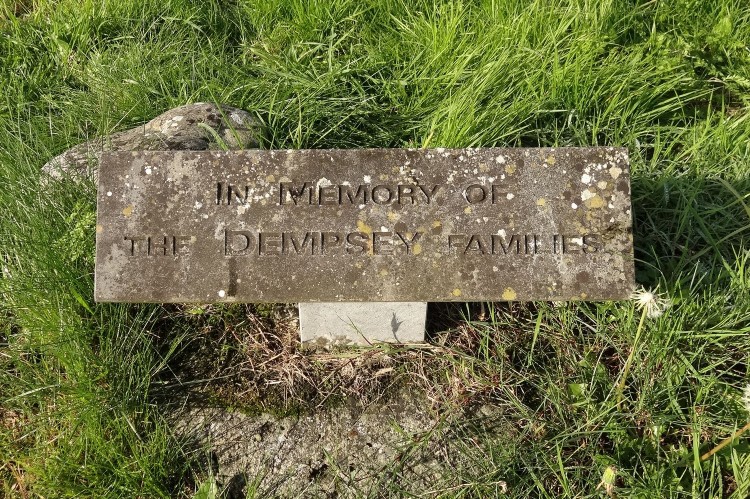 In Memory of
the Dempsey families